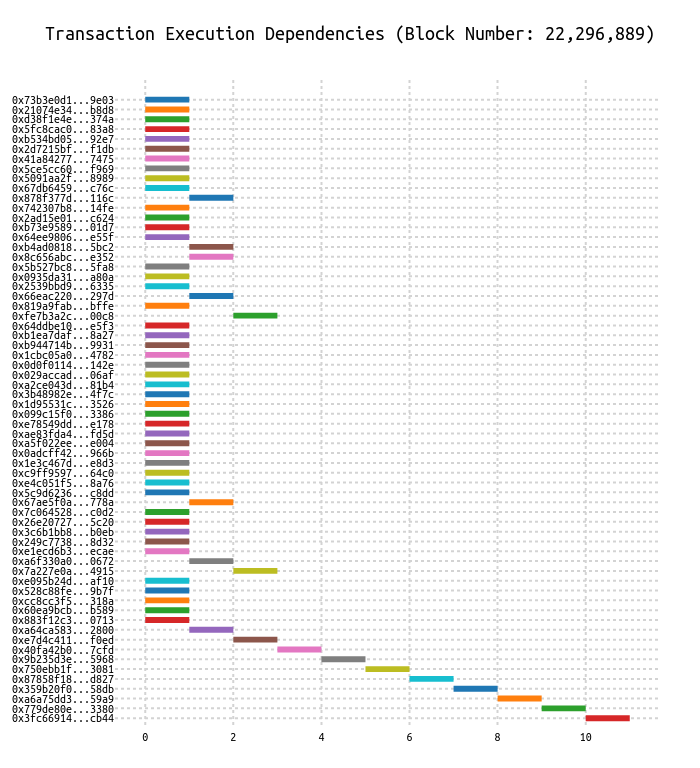 Transaction Execution Dependencies (Block Number: 22,296,889)
0x73b3e0d1...9e03
0x21074e34...b8d8
0xd38f1e4e...374a
0x5fc8cac0...83a8
0xb534bd05...92e7
0x2d7215bf...f1db
0x41a84277...7475
0x5ce5cc60...f969
0x5091aa2f...8989
0x67db6459...c76c
0x878f377d...116c
0x742307b8...14fe
0x2ad15e01...c624
0xb73e9589...01d7
0x64ee9806...e55f
0xb4ad0818...5bc2
0x8c656abc...e352
0x5b527bc8...5fa8
0x0935da31...a80a
0x2539bbd9...6335
0x66eac220...297d
0x819a9fab...bffe
0xfe7b3a2c...00c8
0x64ddbe10...e5f3
0xb1ea7daf...8a27
0xb944714b...9931
0x1cbc05a0...4782
0x0d0f0114...142e
0x029accad...06af
0xa2ce043d...81b4
0x3b48982e...4f7c
0x1d95531c...3526
0x099c15f0...3386
0xe78549dd...e178
0xae83fda4...fd5d
0xa5f022ee...e004
0x0adcff42...966b
0x1e3c467d...e8d3
0xc9ff9597...64c0
0xe4c051f5...8a76
0x5c9d6236...c8dd
0x67ae5f0a...778a
0x7c064528...c0d2
0x26e20727...5c20
0x3c6b1bb8...b0eb
0x249c7738...8d32
0xe1ecd6b3...ecae
0xa6f330a0...0672
0x7a227e0a...4915
0xe095b24d...af10
0x528c88fe...9b7f
0xcc8cc3f5...318a
0x60ea9bcb...b589
0x883f12c3...0713
0xa64ca583...2800
0xe7d4c411...f0ed
0x40fa42b0...7cfd
0x9b235d3e...5968
0x750ebb1f...3081
0x87858f18...d827
0x359b20f0...58db
0xa6a75dd3...59a9
0x779de80e...3380
0x3fc66914...cb44
0 2 4 6 8 10